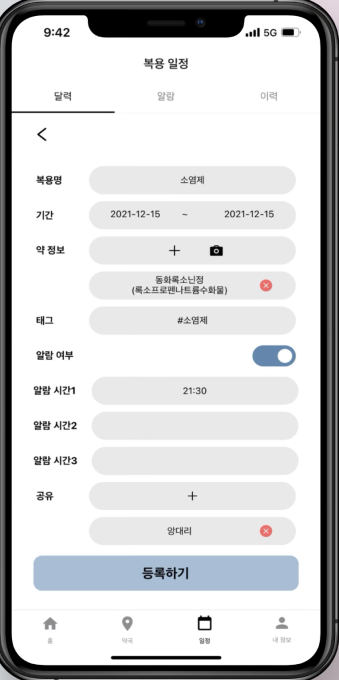 9:42
5G
복용 일정
달력 알람 이력
복용명 소염제
기간 2021-12-15 ~ 2021-12-15
약 정보 +
동화록소닌정
(록소프로펜나트륨수화물)
태그 #소염제
알람 여부
알람 시간1 21:30
알람 시간2
알람 시간3
공유 +
앙대리
등록하기
홈 약국 일정 내 정보